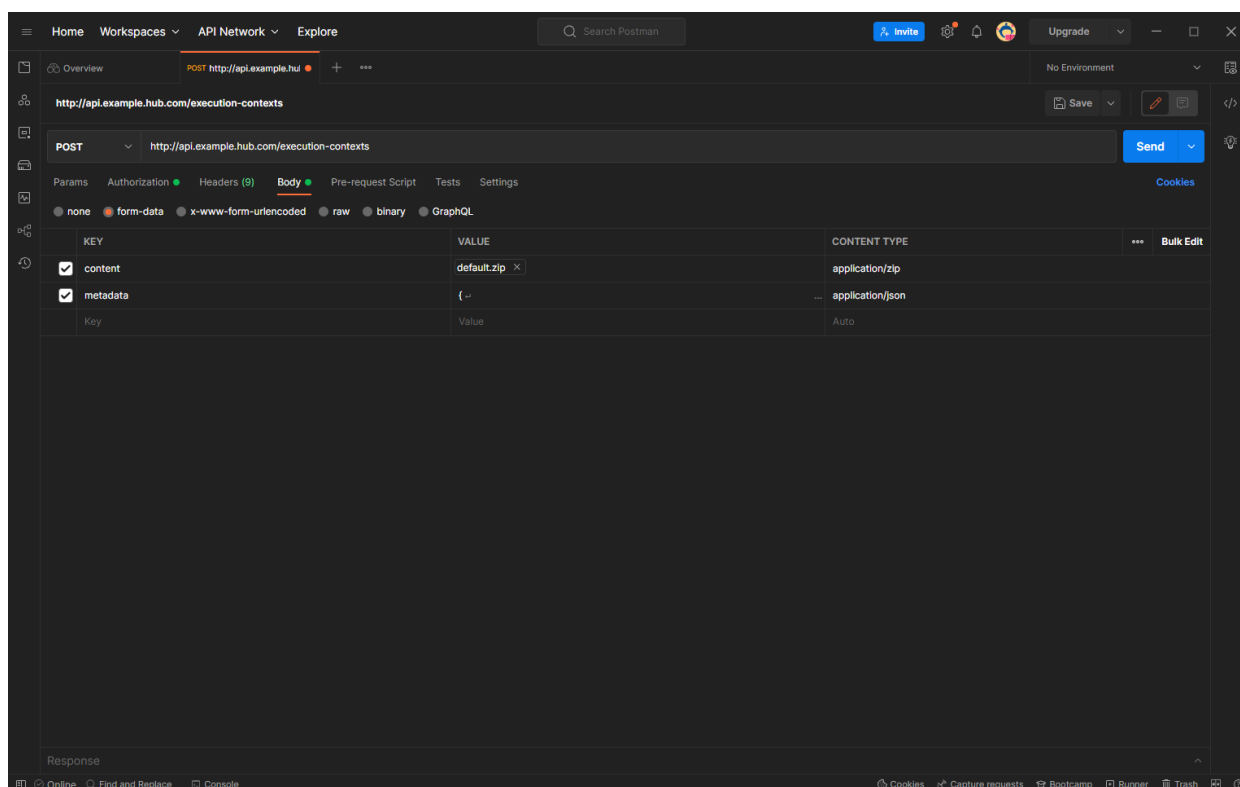 Home Workspaces API Network Explore Search Postman Invite Upgrade
Overview POST http://api.example.hul No Environment
http://api.example.hub.com/execution-contexts Save
POST http://api.example.hub.com/execution-contexts Send
Params Authorization Headers (9) Body Pre-request Script Tests Settings Cookies
none form-data x-www-form-urlencoded raw binary GraphQL
KEY VALUE CONTENT TYPE Bulk Edit
content default.zip application/zip
metadata { ↵ ... application/json
Key Value Auto
Response
Online Find and Replace Console Cookies Capture requests Bootcamp Runner Trash